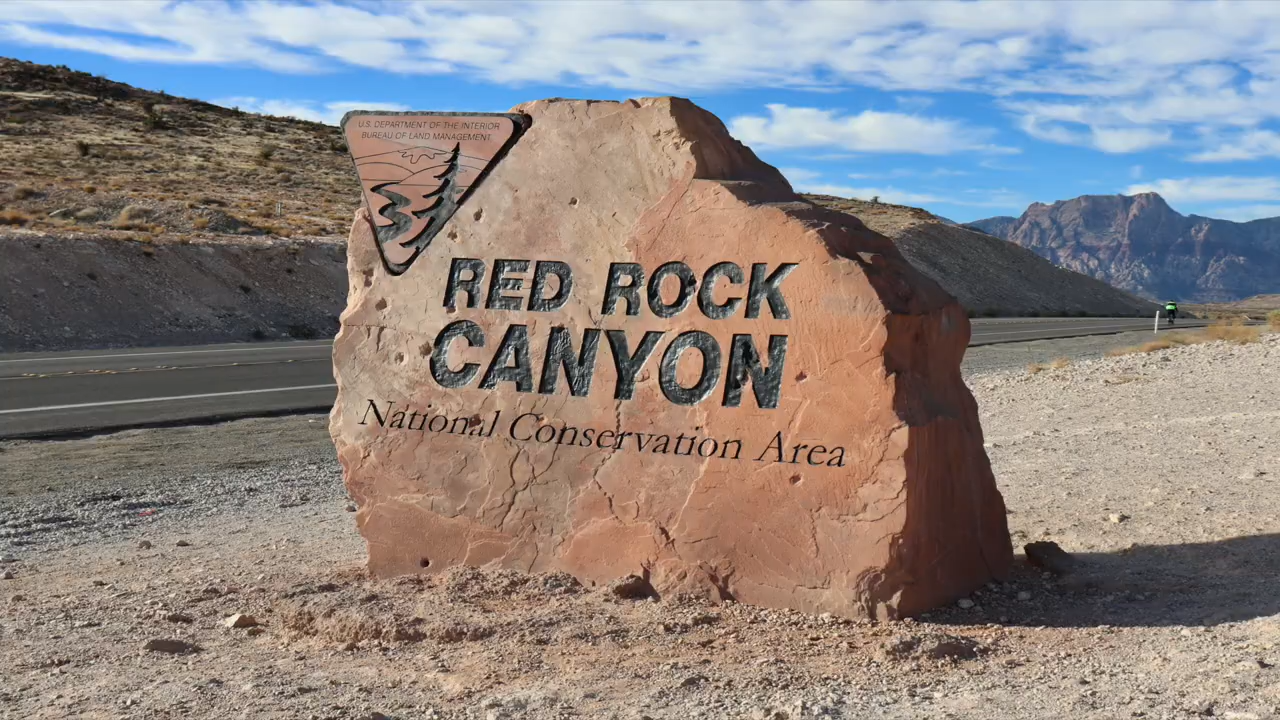 U.S. DEPARTMENT OF THE INTERIOR
BUREAU OF LAND MANAGEMENT
RED ROCK
CANYON
National Conservation Area